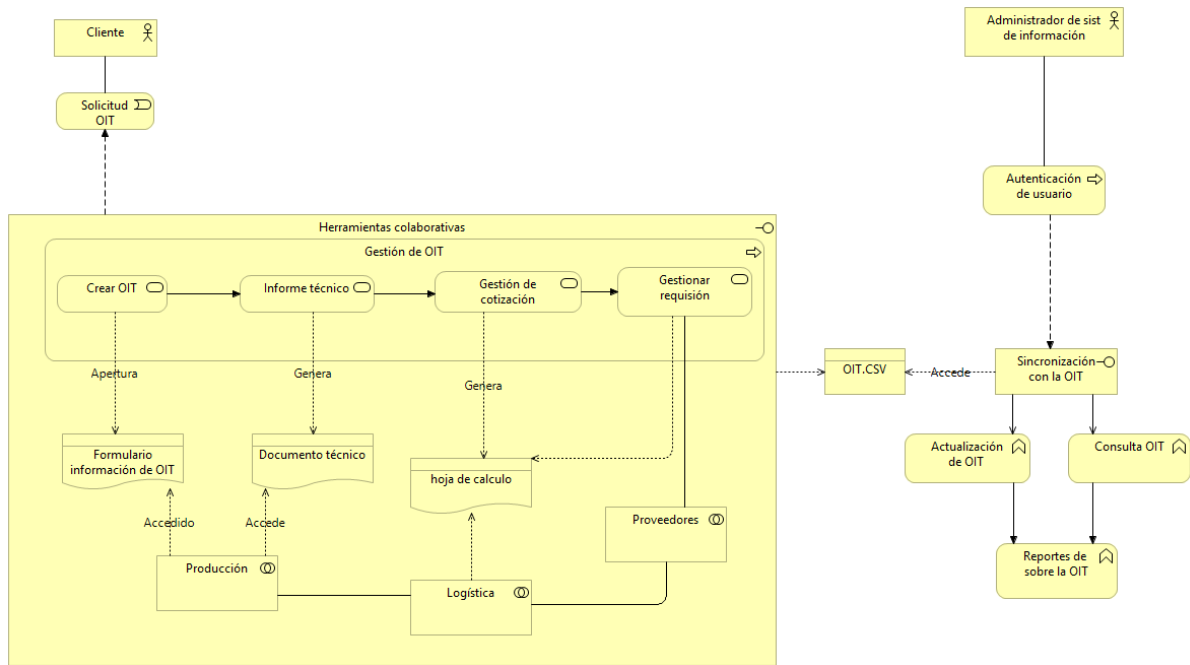 Cliente
Administrador de sist
de información
Solicitud
OIT
Autenticación
de usuario
Herramientas colaborativas
Gestión de OIT
Crear OIT
Informe técnico
Gestión de
cotización
Gestionar
requisión
Apertura
Genera
Genera
OIT.CSV
Accede
Sincronización
con la OIT
Formulario
información de OIT
Documento técnico
hoja de calculo
Actualización
de OIT
Consulta OIT
Accedido
Accede
Proveedores
Producción
Logística
Reportes de
sobre la OIT